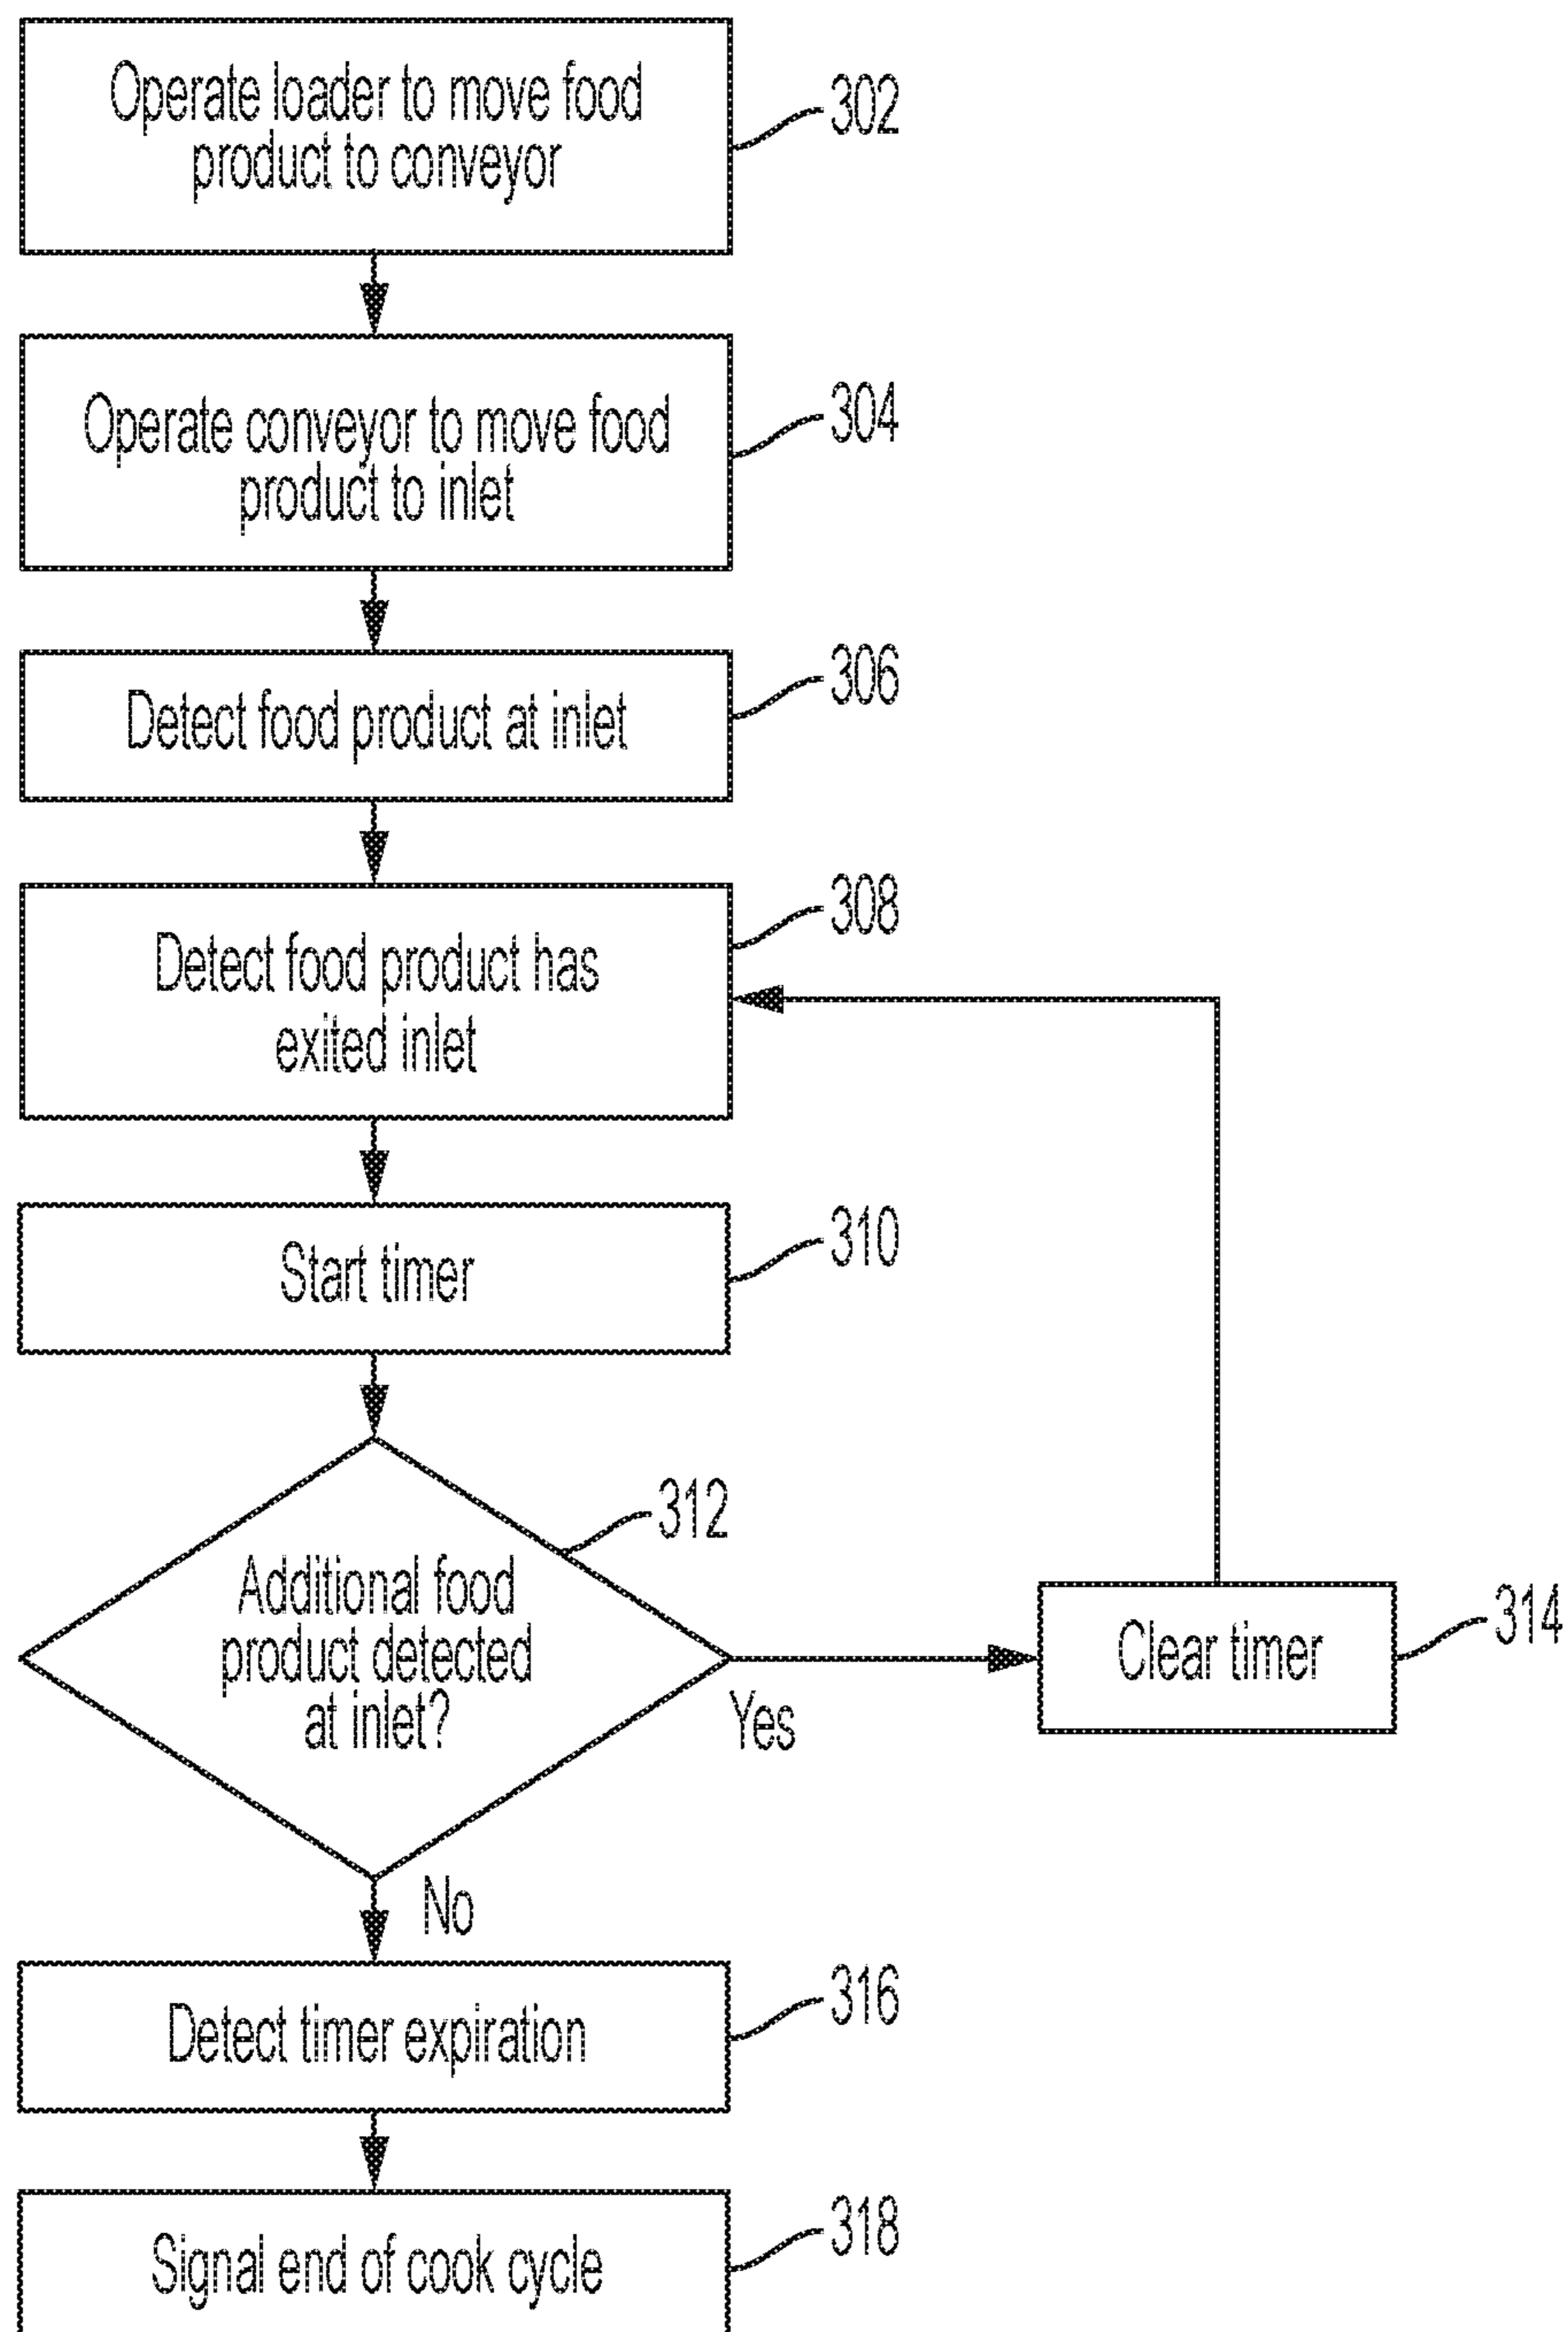 Operate loader to move food
product to conveyor
302
Operate conveyor to move food
product to inlet
304
Detect food product at inlet
306
Detect food product has
exited inlet
308
Start timer
310
Additional food
product detected
at inlet?
312
Yes
Clear timer
314
No
Detect timer expiration
316
Signal end of cook cycle
318